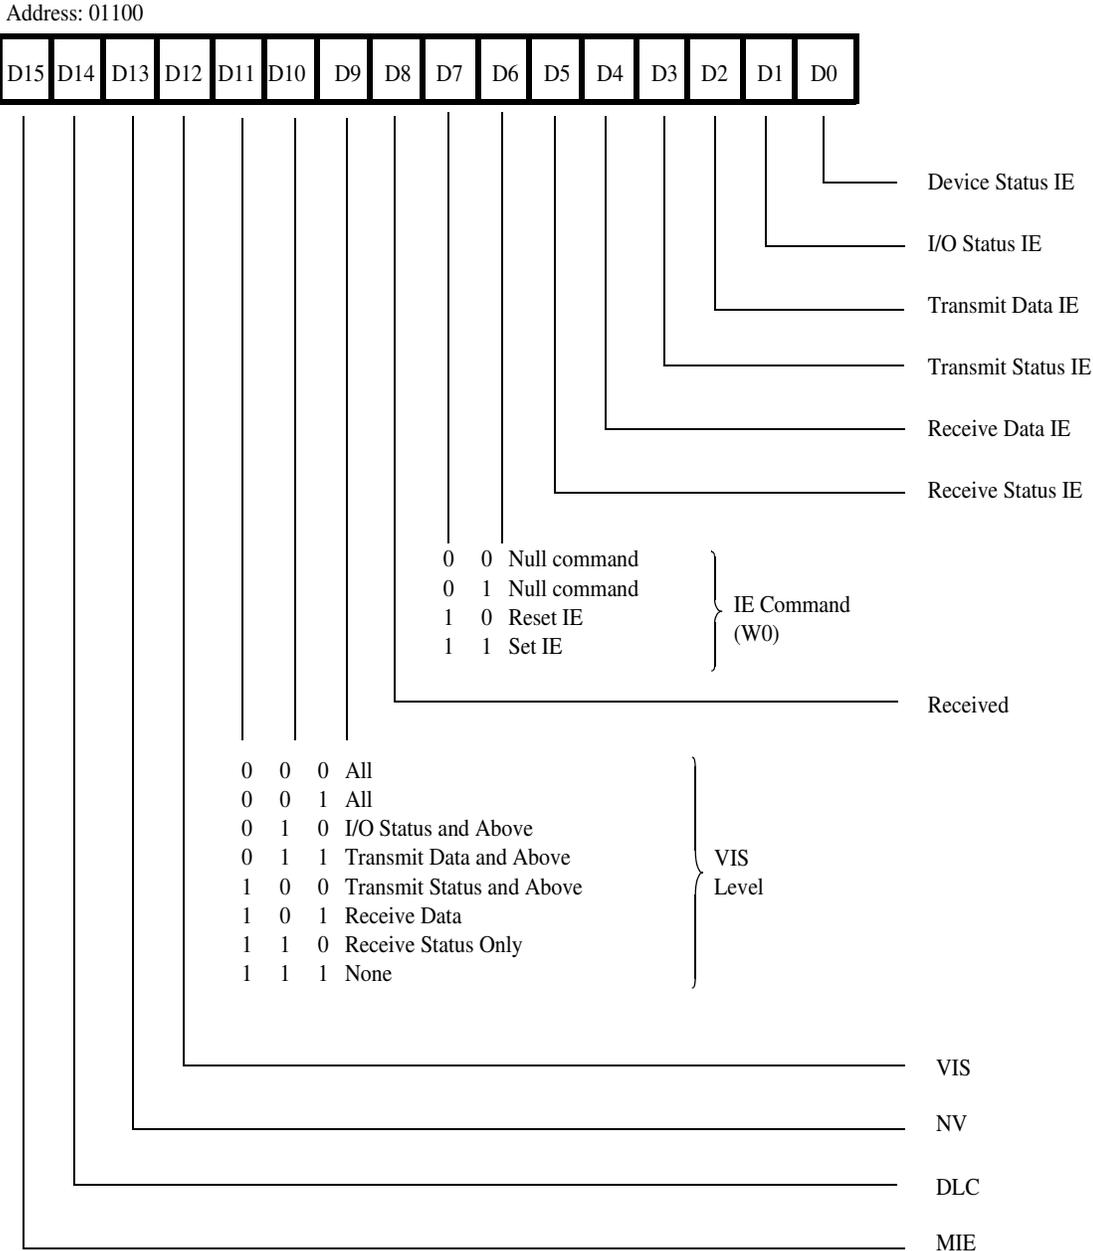 Address: 01100
D15 D14 D13 D12 D11 D10 D9 D8 D7 D6 D5 D4 D3 D2 D1 D0
Device Status IE
I/O Status IE
Transmit Data IE
Transmit Status IE
Receive Data IE
Receive Status IE
0 0 Null command
0 1 Null command
1 0 Reset IE
1 1 Set IE
IE Command
(W0)
Received
0 0 0 All
0 0 1 All
0 1 0 I/O Status and Above
0 1 1 Transmit Data and Above
1 0 0 Transmit Status and Above
1 0 1 Receive Data
1 1 0 Receive Status Only
1 1 1 None
VIS
Level
VIS
NV
DLC
MIE